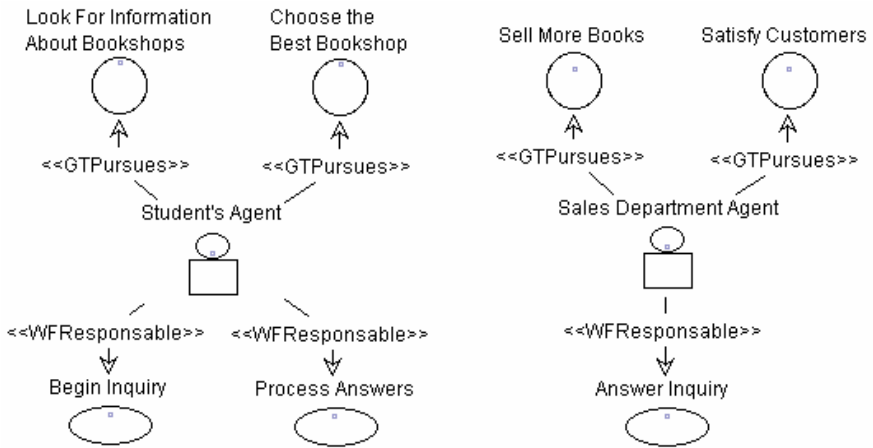 Look For Information
About Bookshops
Choose the
Best Bookshop
<<GTPursues>>
<<GTPursues>>
Student's Agent
<<WFResponsable>>
<<WFResponsable>>
Begin Inquiry
Process Answers
Sell More Books
Satisfy Customers
<<GTPursues>>
<<GTPursues>>
Sales Department Agent
<<WFResponsable>>
Answer Inquiry